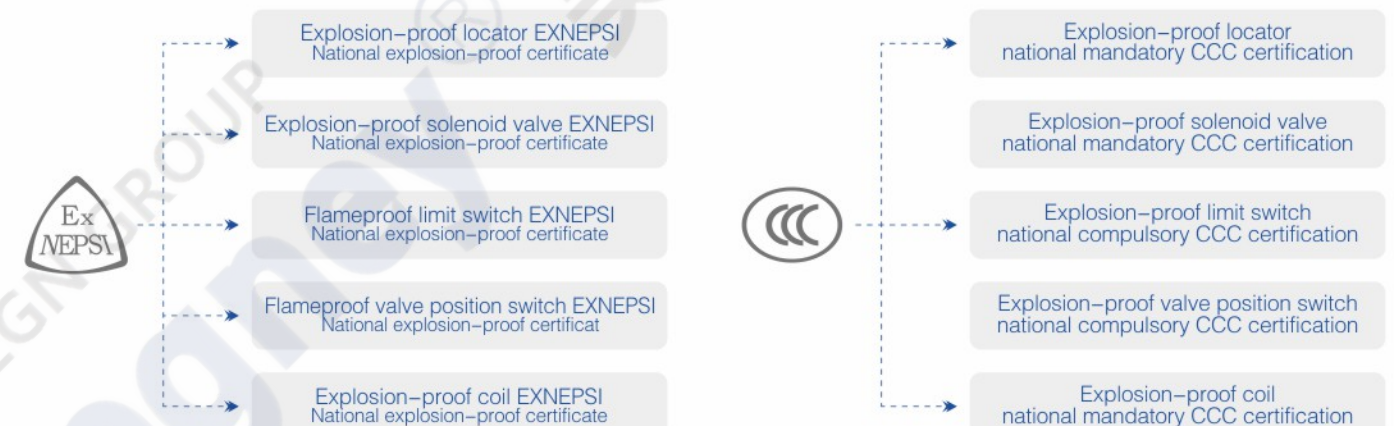 Explosion-proof locator EXNEPSI
National explosion-proof certificate
Explosion-proof solenoid valve EXNEPSI
National explosion-proof certificate
Ex
NEPSI
Flameproof limit switch EXNEPSI
National explosion-proof certificate
Flameproof valve position switch EXNEPSI
National explosion-proof certificat
Explosion-proof coil EXNEPSI
National explosion-proof certificate
Explosion-proof locator
national mandatory CCC certification
Explosion-proof solenoid valve
national mandatory CCC certification
CCC
Explosion-proof limit switch
national compulsory CCC certification
Explosion-proof valve position switch
national compulsory CCC certification
Explosion-proof coil
national mandatory CCC certification
GROUP
®